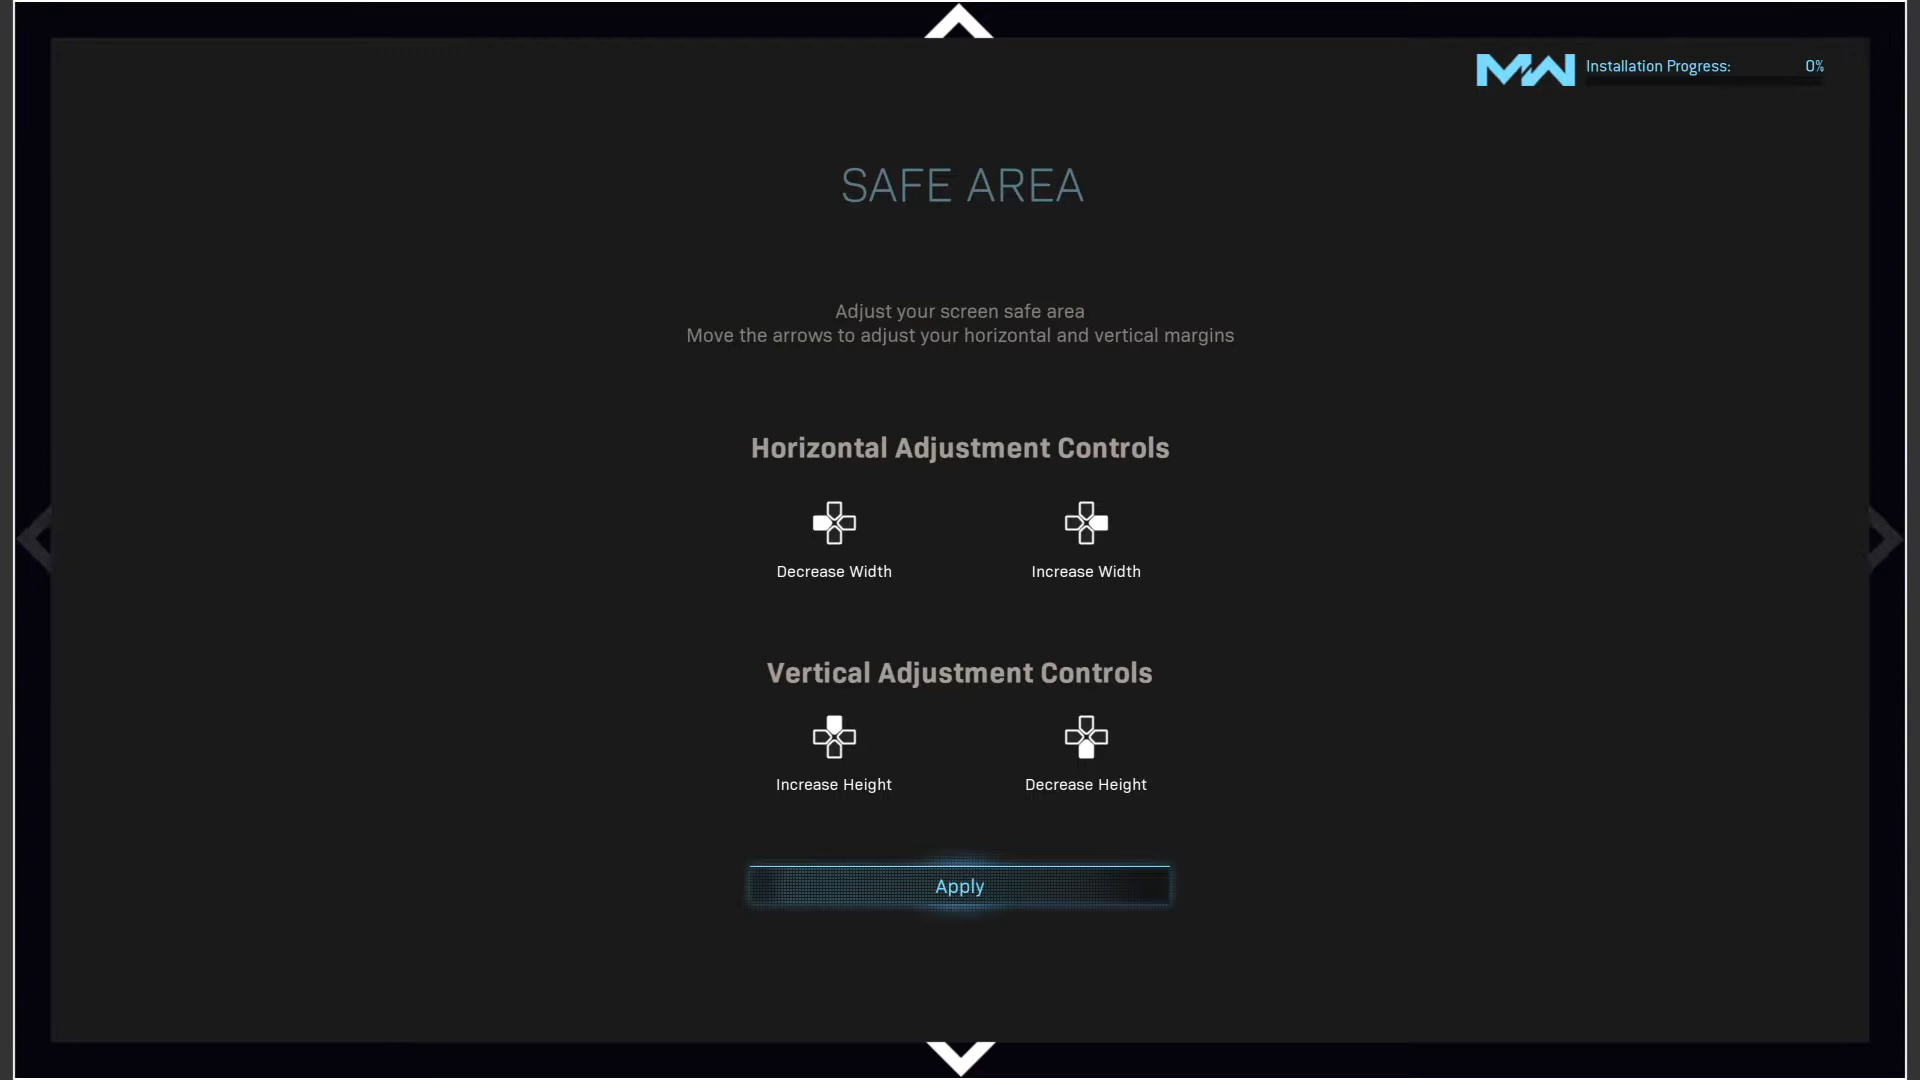 MW Installation Progress: 0%
SAFE AREA
Adjust your screen safe area
Move the arrows to adjust your horizontal and vertical margins
Horizontal Adjustment Controls
Decrease Width Increase Width
Vertical Adjustment Controls
Increase Height Decrease Height
Apply